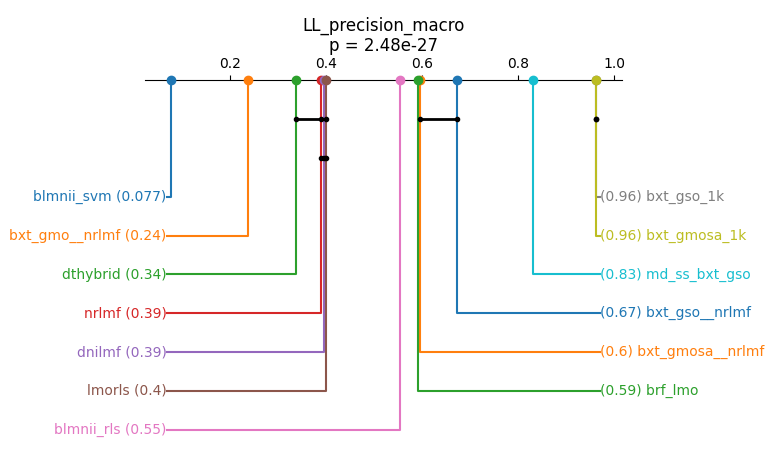 LL_precision_macro
p = 2.48e-27
0.2 0.4 0.6 0.8 1.0
blmnii_svm (0.077) (0.96) bxt_gso_1k
bxt_gmo__nrlmf (0.24) (0.96) bxt_gmosa_1k
dthybrid (0.34) (0.83) md_ss_bxt_gso
nrlmf (0.39) (0.67) bxt_gso__nrlmf
dnilmf (0.39) (0.6) bxt_gmosa__nrlmf
lmorls (0.4) (0.59) brf_lmo
blmnii_rls (0.55)